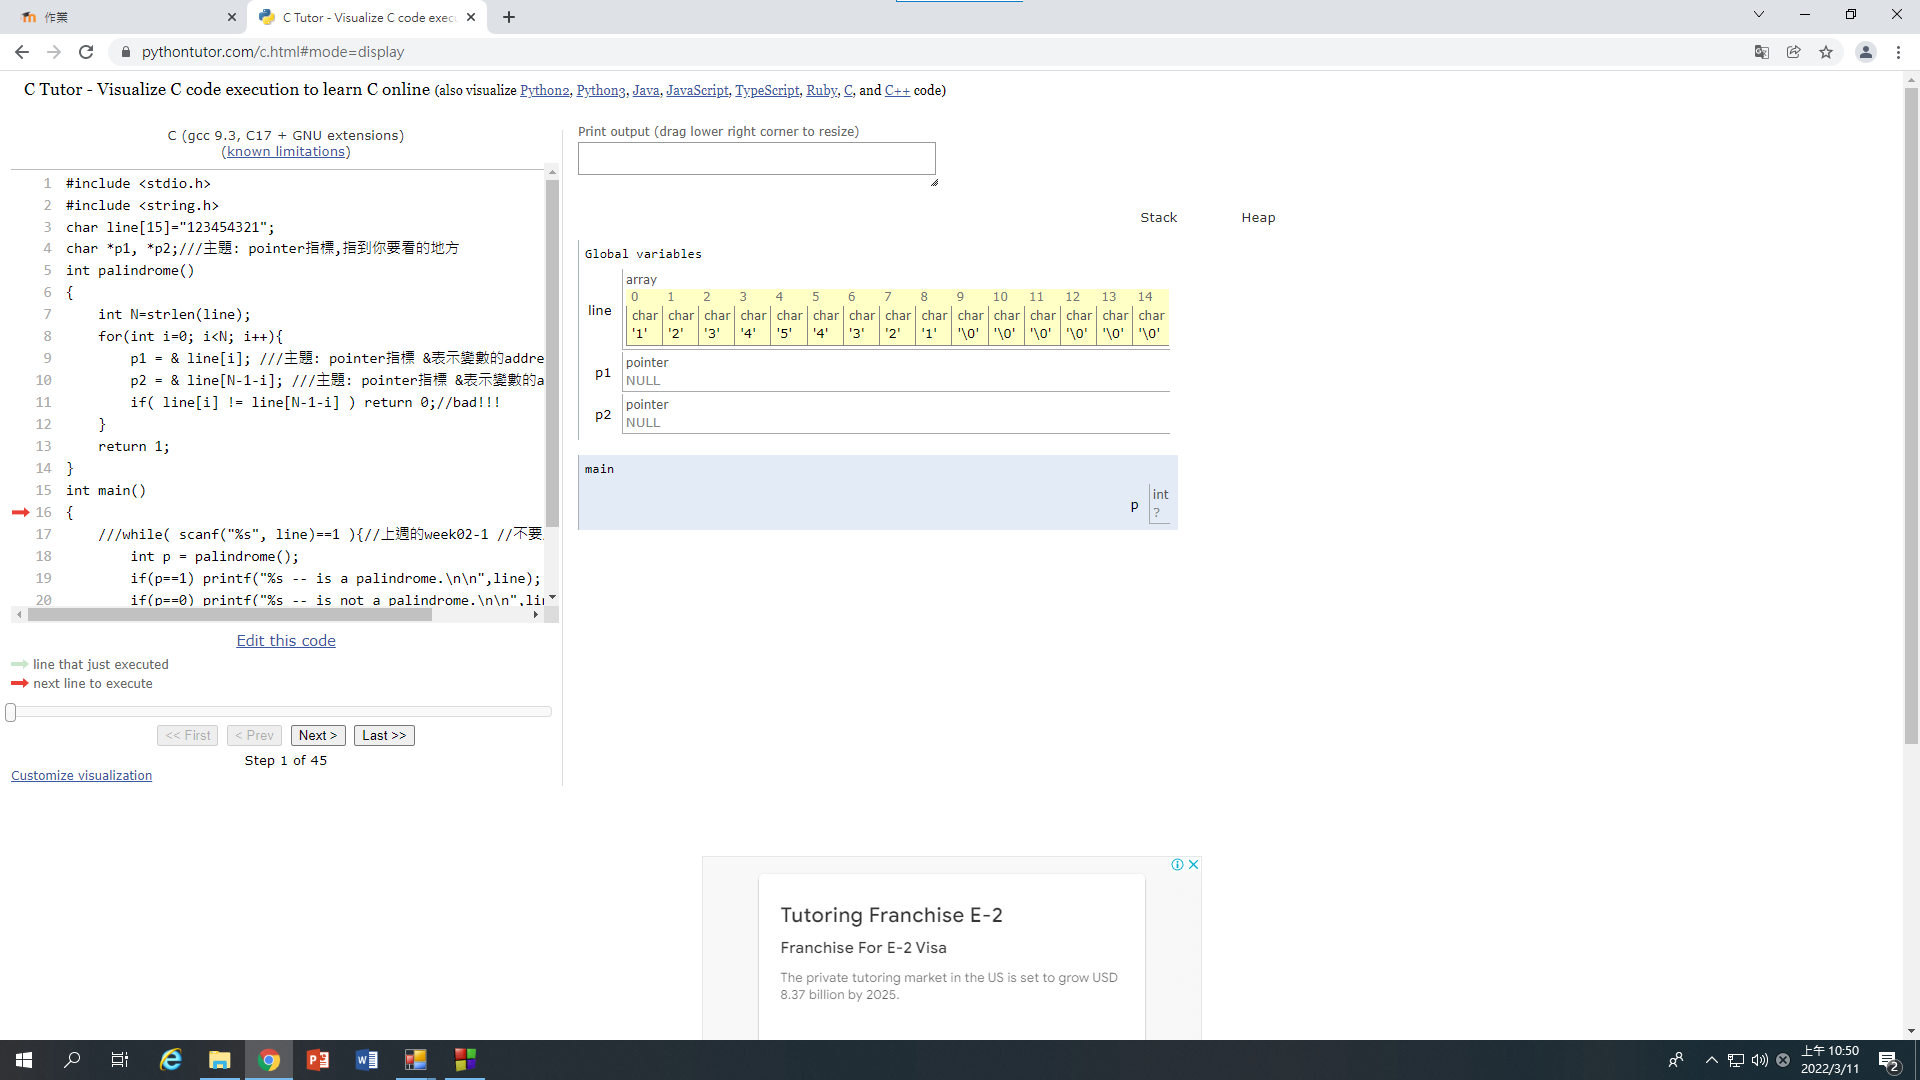 作業
C Tutor - Visualize C code execu
pythontutor.com/c.html#mode=display
C Tutor - Visualize C code execution to learn C online (also visualize Python2, Python3, Java, JavaScript, TypeScript, Ruby, C, and C++ code)
C (gcc 9.3, C17 + GNU extensions)
(known limitations)
1 #include <stdio.h>
2 #include <string.h>
3 char line[15]="123454321";
4 char *p1, *p2;///主題: pointer指標,指到你要看的地方
5 int palindrome()
6 {
7 int N=strlen(line);
8 for(int i=0; i<N; i++){
9 p1 = & line[i]; ///主題: pointer指標 &表示變數的addre
10 p2 = & line[N-1-i]; ///主題: pointer指標 &表示變數的a
11 if( line[i] != line[N-1-i] ) return 0;//bad!!!
12 }
13 return 1;
14 }
15 int main()
16 {
17 ///while( scanf("%s", line)==1 ){//上週的week02-1 //不要
18 int p = palindrome();
19 if(p==1) printf("%s -- is a palindrome.\n\n",line);
20 if(p==0) printf("%s -- is not a palindrome.\n\n",lin
Edit this code
line that just executed
next line to execute
<< First < Prev Next > Last >>
Step 1 of 45
Customize visualization
Print output (drag lower right corner to resize)
Stack Heap
Global variables
array
0 1 2 3 4 5 6 7 8 9 10 11 12 13 14
line
char char char char char char char char char char char char char char char
'1' '2' '3' '4' '5' '4' '3' '2' '1' '\0' '\0' '\0' '\0' '\0' '\0'
p1 pointer
NULL
p2 pointer
NULL
main
p int
?
Tutoring Franchise E-2
Franchise For E-2 Visa
The private tutoring market in the US is set to grow USD
8.37 billion by 2025.
上午 10:50
2022/3/11
2